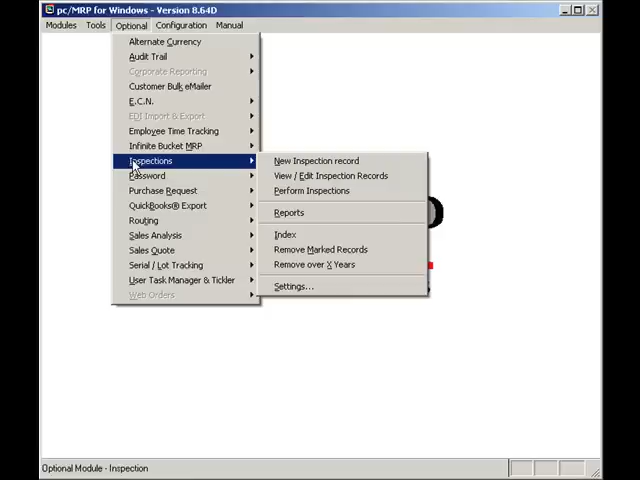 pc/MRP for Windows - Version 8.64D
Modules Tools Optional Configuration Manual
Alternate Currency
Audit Trail
Corporate Reporting
Customer Bulk eMailer
E.C.N.
EDI Import & Export
Employee Time Tracking
Infinite Bucket MRP
Inspections
Password
Purchase Request
QuickBooks® Export
Routing
Sales Analysis
Sales Quote
Serial / Lot Tracking
User Task Manager & Tickler
Web Orders
New Inspection record
View / Edit Inspection Records
Perform Inspections
Reports
Index
Remove Marked Records
Remove over X Years
Settings...
Optional Module - Inspection